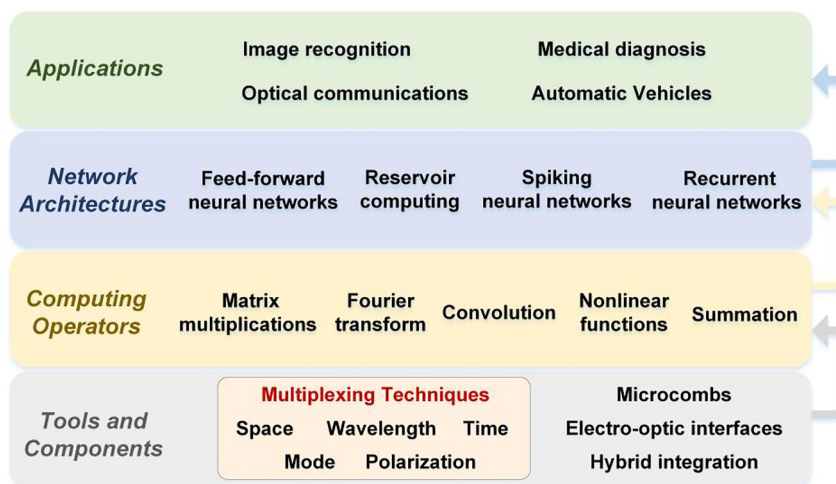 Applications
Image recognition
Medical diagnosis
Optical communications
Automatic Vehicles
Network
Architectures
Feed-forward
neural networks
Reservoir
computing
Spiking
neural networks
Recurrent
neural networks
Computing
Operators
Matrix
multiplications
Fourier
transform
Convolution
Nonlinear
functions
Summation
Tools and
Components
Multiplexing Techniques
Space Wavelength Time
Mode Polarization
Microcombs
Electro-optic interfaces
Hybrid integration